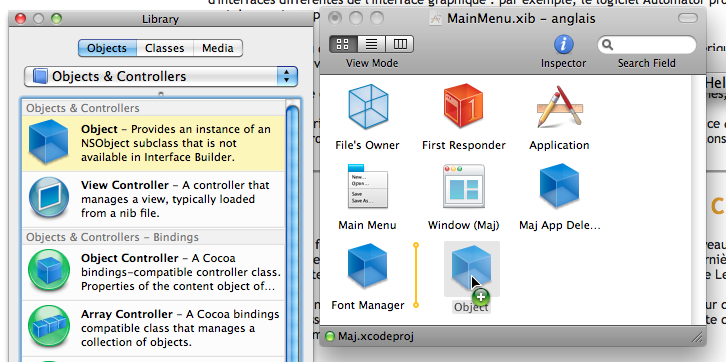 d'interfaces différentes de l'interface graphique : par exemple, le logiciel Automator
Library
Objects
Classes
Media
Objects & Controllers
Objects & Controllers
Object – Provides an instance of an
NSObject subclass that is not
available in Interface Builder.
View Controller – A controller that
manages a view, typically loaded
from a nib file.
Objects & Controllers – Bindings
Object Controller – A Cocoa
bindings-compatible controller class.
Properties of the content object of...
Array Controller – A Cocoa bindings
compatible class that manages a
collection of objects.
MainMenu.xib – anglais
View Mode
Inspector
Search Field
File's Owner
First Responder
Application
New...
Open...
Save
Save As...
Main Menu
Window (Maj)
Maj App Dele...
Font Manager
Object
Maj.xcodeproj
Hel
C